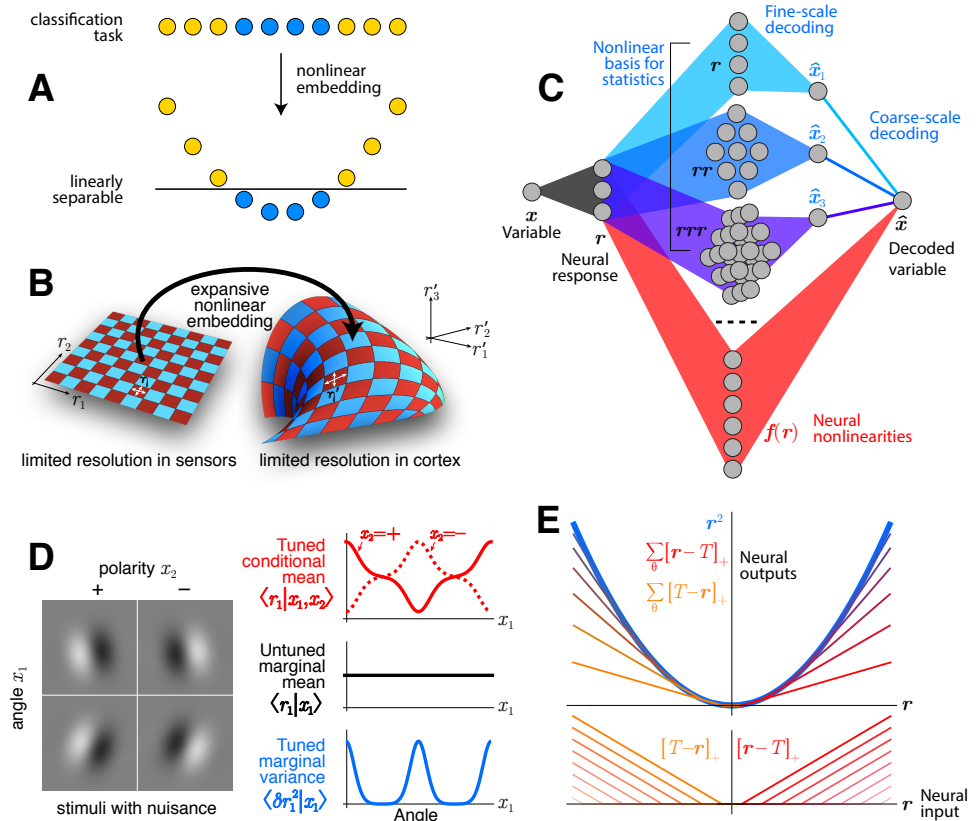 classification
task
nonlinear
embedding
A
linearly
separable
B
expansive
nonlinear
embedding
r₂
r₁
η
η′
r′₃
r′₂
r′₁
limited resolution in sensors
limited resolution in cortex
C
Fine-scale
decoding
Nonlinear
basis for
statistics
r
x̂₁
Coarse-scale
decoding
rr
x̂₂
x
Variable
r
Neural
response
rrr
x̂₃
x̂
Decoded
variable
f(r)
Neural
nonlinearities
D
polarity x₂
+ −
angle x₁
stimuli with nuisance
x₂=+ x₂=−
Tuned
conditional
mean
⟨r₁|x₁,x₂⟩
x₁
Untuned
marginal
mean
⟨r₁|x₁⟩
x₁
Tuned
marginal
variance
⟨δr₁²|x₁⟩
x₁
Angle
E
r²
Neural
outputs
∑θ[r−T]₊
∑θ[T−r]₊
r
[T−r]₊ [r−T]₊
r Neural
input